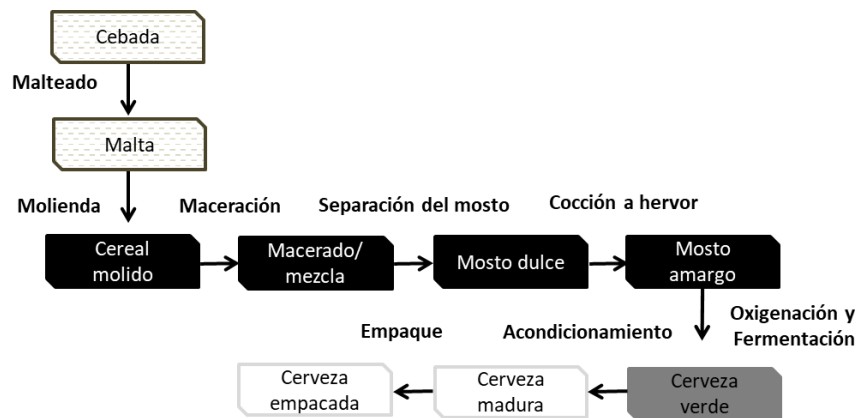 Cebada
Malteado
Malta
Molienda
Maceración
Separación del mosto
Cocción a hervor
Cereal
molido
Macerado/
mezcla
Mosto dulce
Mosto
amargo
Oxigenación y
Fermentación
Acondicionamiento
Empaque
Cerveza
verde
Cerveza
madura
Cerveza
empacada